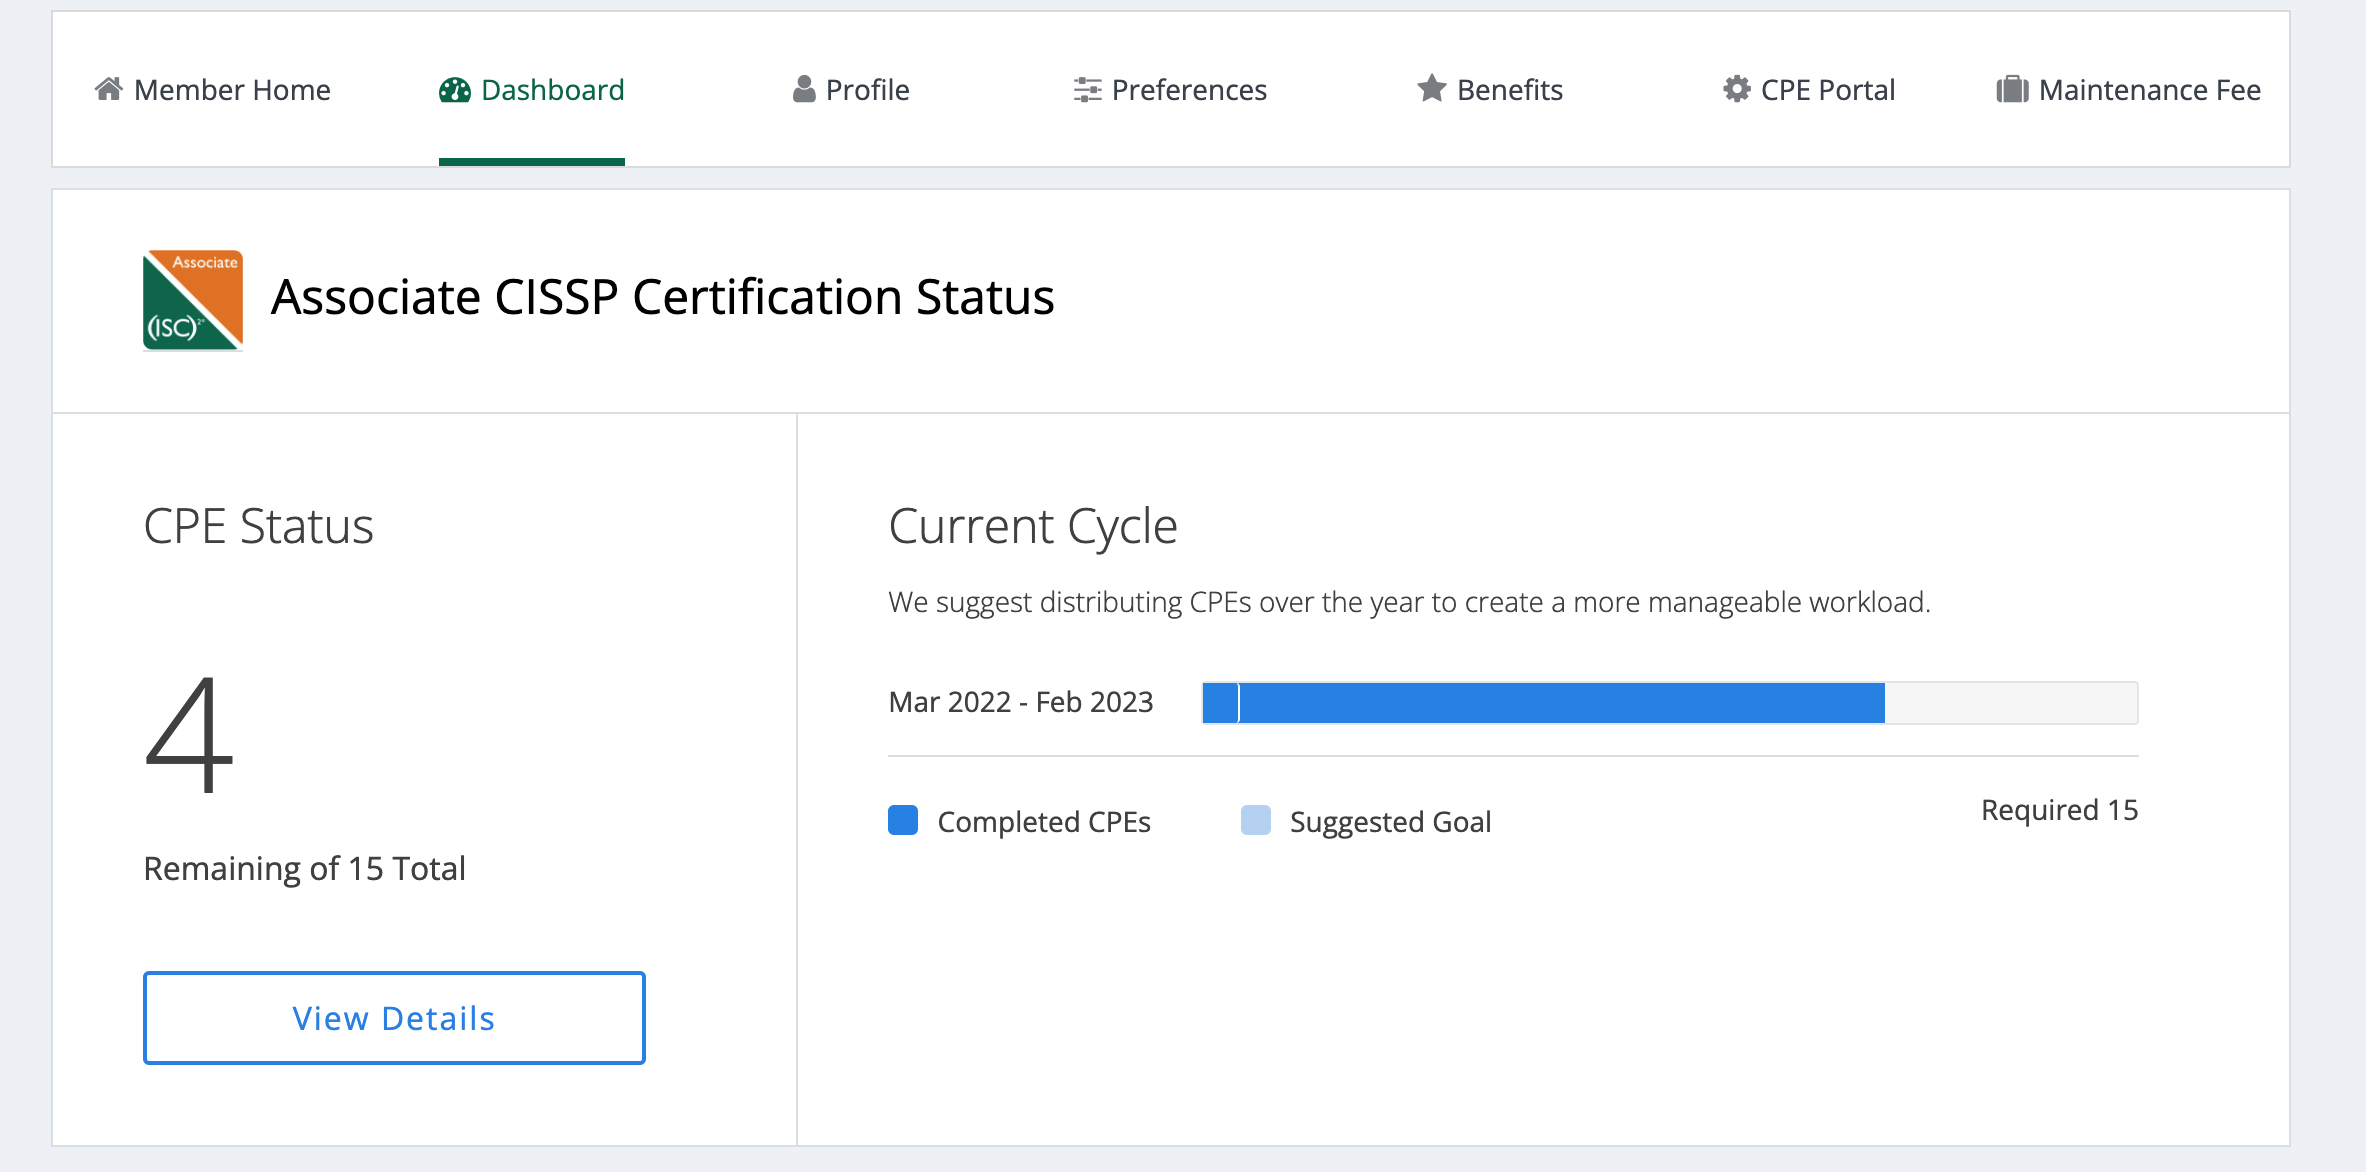 Member Home
Dashboard
Profile
Preferences
Benefits
CPE Portal
Maintenance Fee
Associate
(ISC)²®
Associate CISSP Certification Status
CPE Status
4
Remaining of 15 Total
View Details
Current Cycle
We suggest distributing CPEs over the year to create a more manageable workload.
Mar 2022 - Feb 2023
Completed CPEs
Suggested Goal
Required 15